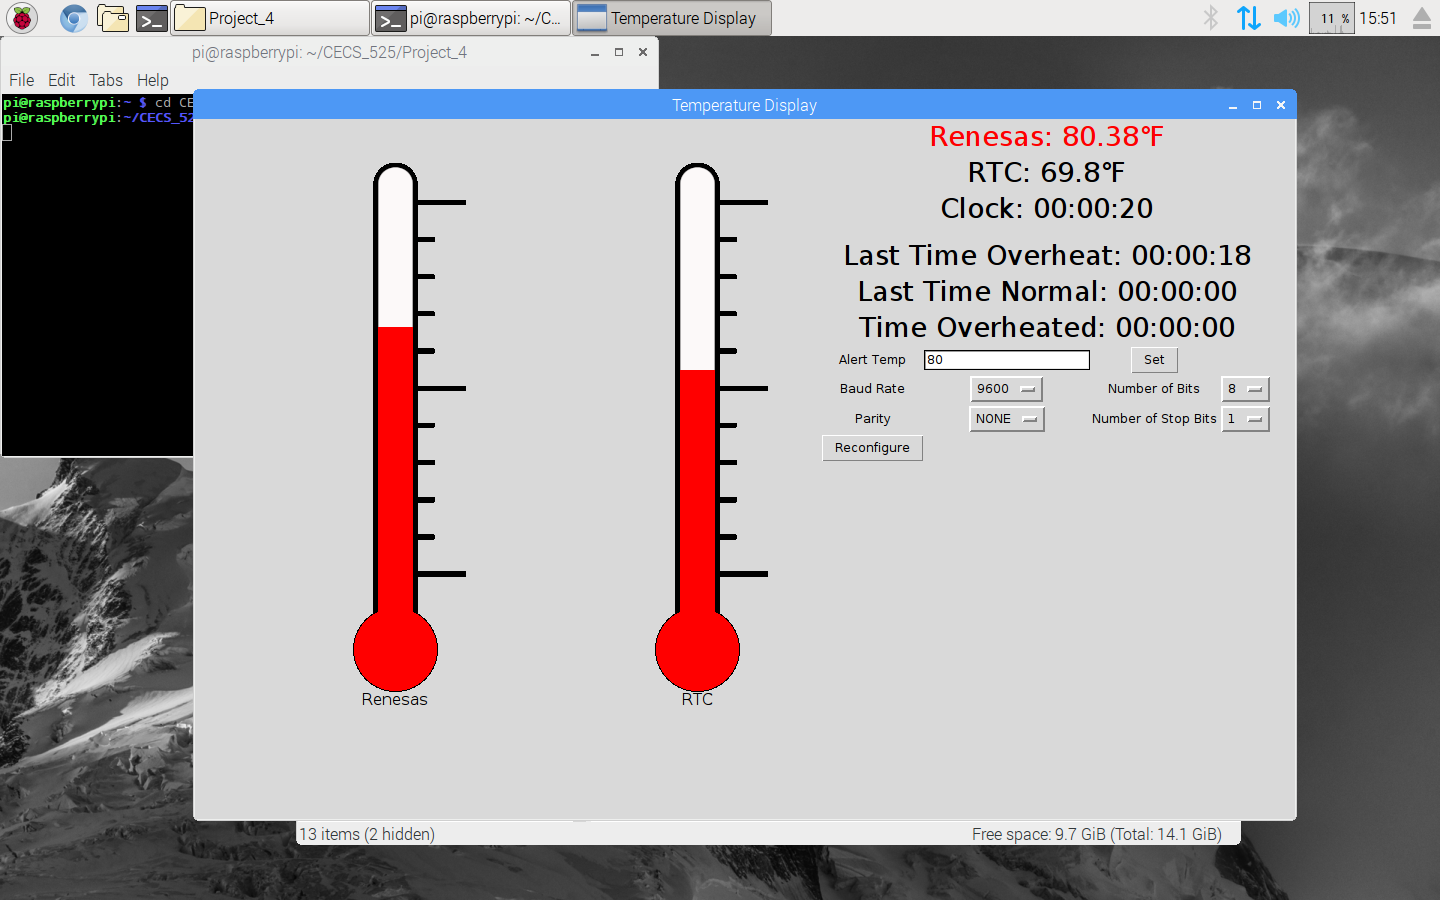 Project_4
pi@raspberrypi: ~/C...
Temperature Display
11 %
15:51
pi@raspberrypi: ~/CECS_525/Project_4
File Edit Tabs Help
pi@raspberrypi:~ $ cd CE
pi@raspberrypi:~/CECS_52
Temperature Display
Renesas: 80.38°F
RTC: 69.8°F
Clock: 00:00:20
Last Time Overheat: 00:00:18
Last Time Normal: 00:00:00
Time Overheated: 00:00:00
Alert Temp 80 Set
Baud Rate 9600 Number of Bits 8
Parity NONE Number of Stop Bits 1
Reconfigure
Renesas
RTC
13 items (2 hidden)
Free space: 9.7 GiB (Total: 14.1 GiB)